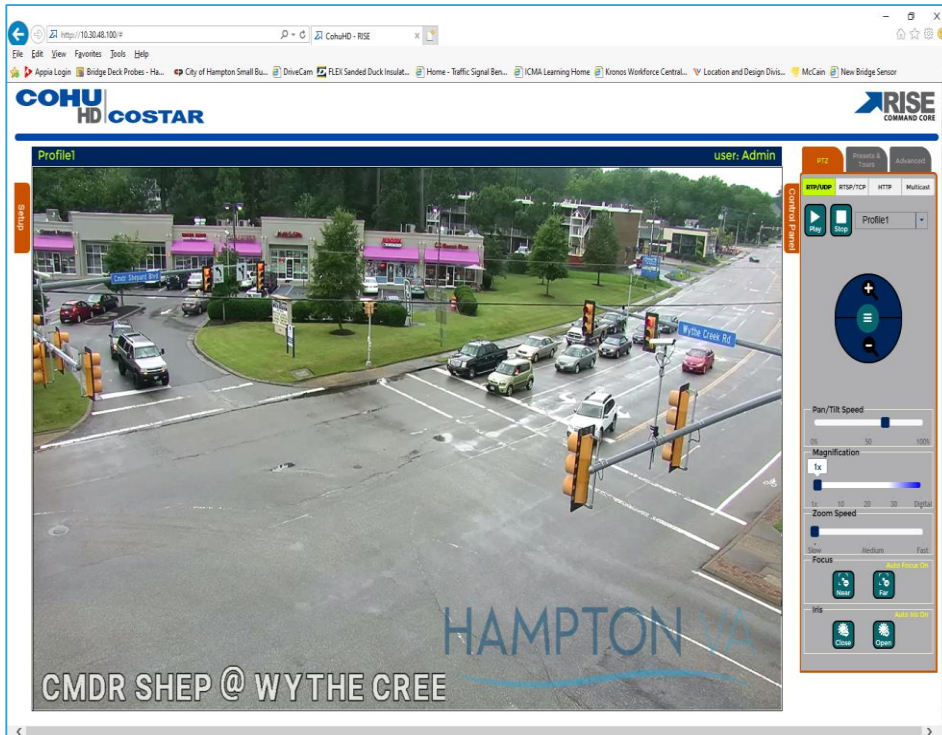 http://10.30.48.100/#
CohuHD - RISE
File Edit View Favorites Tools Help
Appia Login Bridge Deck Probes - Ha... City of Hampton Small Bu... DriveCam FLEX Sanded Duck Insulat... Home - Traffic Signal Ben... ICMA Learning Home Kronos Workforce Central... Location and Design Divis... McCain New Bridge Sensor
COHU
HD COSTAR
RISE
COMMAND CORE
Profile1 user: Admin
Setup
Control Panel
PTZ Presets & Tours Advanced
RTP/UDP RTSP/TCP HTTP Multicast
Play Stop Profile1
Cmdr Shepard Blvd
Wythe Creek Rd
Pan/Tilt Speed
0% 50 100%
Magnification
1x
1x 10 20 30 Digital
Zoom Speed
Slow Medium Fast
Focus
Auto Focus On
Near Far
Iris
Auto Iris On
Close Open
HAMPTON VA
CMDR SHEP @ WYTHE CREE